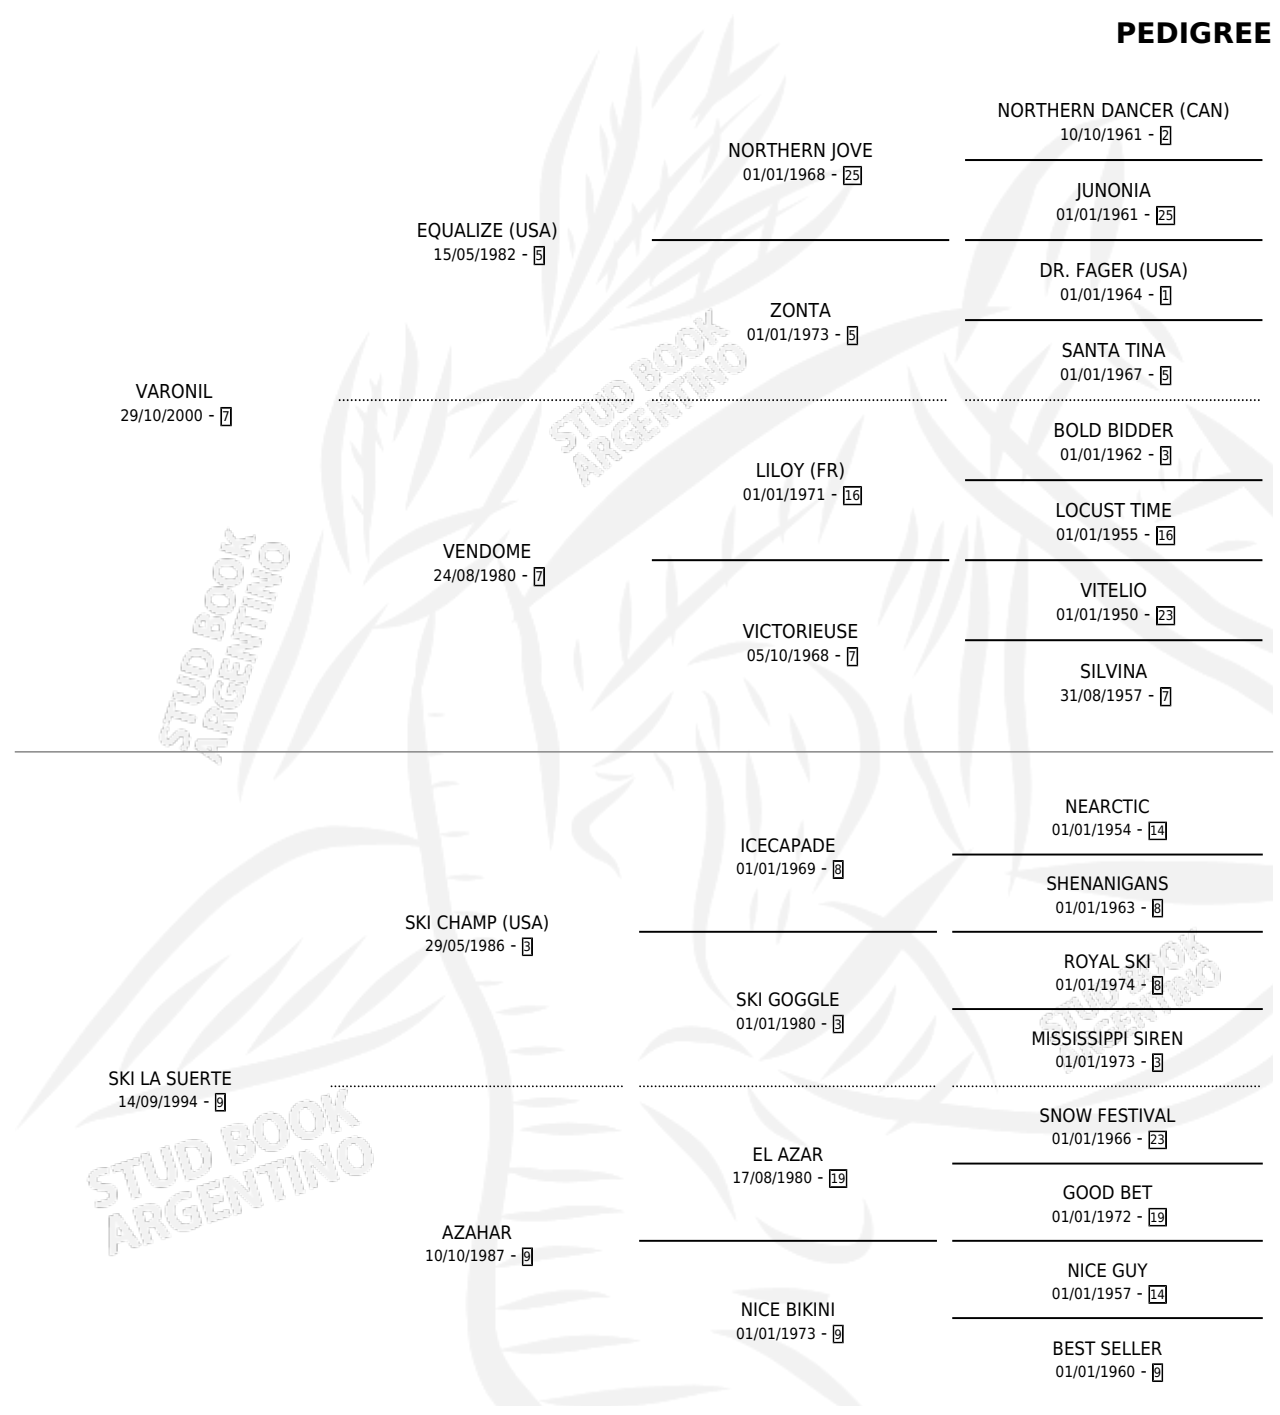 PEDIGREE
NORTHERN DANCER (CAN)
10/10/1961 - 2
NORTHERN JOVE
01/01/1968 - 25
JUNONIA
01/01/1961 - 25
EQUALIZE (USA)
15/05/1982 - 5
DR. FAGER (USA)
01/01/1964 - 1
ZONTA
01/01/1973 - 5
SANTA TINA
01/01/1967 - 5
VARONIL
29/10/2000 - 7
BOLD BIDDER
01/01/1962 - 3
LILOY (FR)
01/01/1971 - 16
LOCUST TIME
01/01/1955 - 16
VENDOME
24/08/1980 - 7
VITELIO
01/01/1950 - 23
VICTORIEUSE
05/10/1968 - 7
SILVINA
31/08/1957 - 7
NEARCTIC
01/01/1954 - 14
ICECAPADE
01/01/1969 - 8
SHENANIGANS
01/01/1963 - 8
SKI CHAMP (USA)
29/05/1986 - 3
ROYAL SKI
01/01/1974 - 8
SKI GOGGLE
01/01/1980 - 3
MISSISSIPPI SIREN
01/01/1973 - 3
SKI LA SUERTE
14/09/1994 - 9
SNOW FESTIVAL
01/01/1966 - 23
EL AZAR
17/08/1980 - 19
GOOD BET
01/01/1972 - 19
AZAHAR
10/10/1987 - 9
NICE GUY
01/01/1957 - 14
NICE BIKINI
01/01/1973 - 9
BEST SELLER
01/01/1960 - 9
STUD BOOK
ARGENTINO
STUD BOOK
ARGENTINO
STUD BOOK
ARGENTINO
STUD BOOK
ARGENTINO